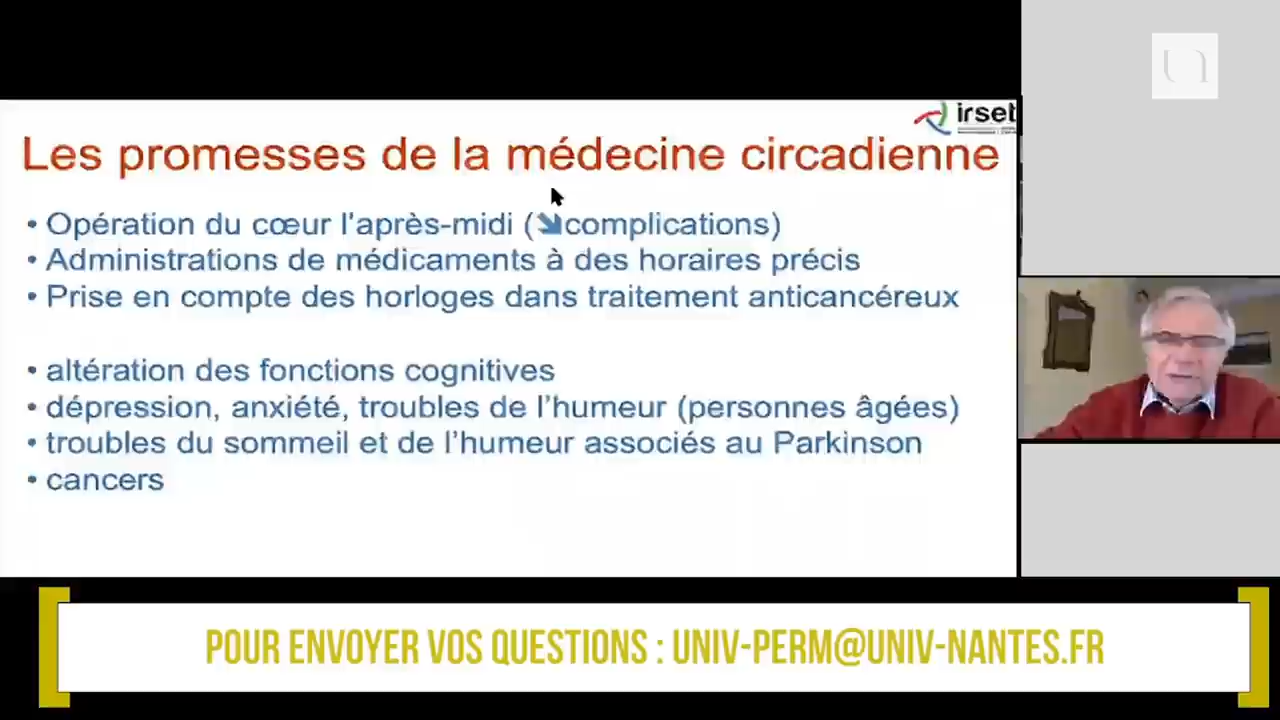 irset
Les promesses de la médecine circadienne
• Opération du cœur l'après-midi (↘complications)
• Administrations de médicaments à des horaires précis
• Prise en compte des horloges dans traitement anticancéreux
• altération des fonctions cognitives
• dépression, anxiété, troubles de l'humeur (personnes âgées)
• troubles du sommeil et de l'humeur associés au Parkinson
• cancers
POUR ENVOYER VOS QUESTIONS : UNIV-PERM@UNIV-NANTES.FR